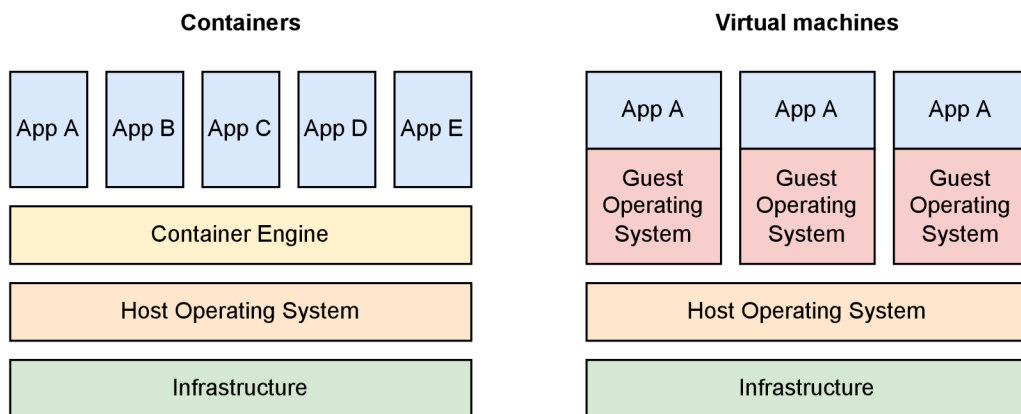 Containers
App A
App B
App C
App D
App E
Container Engine
Host Operating System
Infrastructure
Virtual machines
App A
Guest
Operating
System
App A
Guest
Operating
System
App A
Guest
Operating
System
Host Operating System
Infrastructure